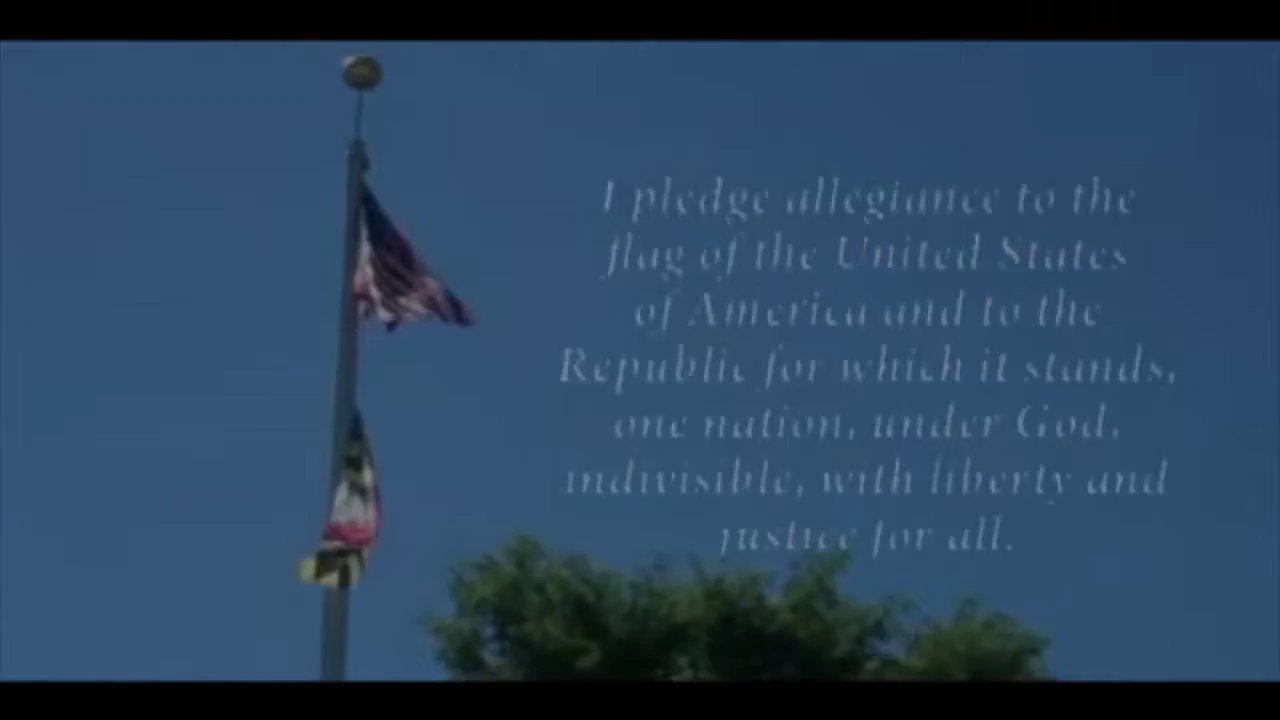 I pledge allegiance to the
flag of the United States
of America and to the
Republic for which it stands,
one nation, under God,
indivisible, with liberty and
justice for all.